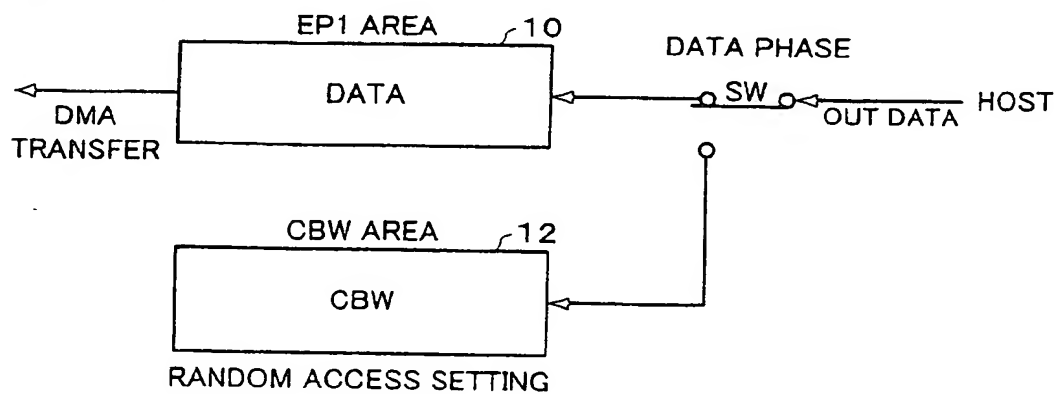 EP1 AREA
10
DATA PHASE
DATA
SW
OUT DATA
HOST
DMA
TRANSFER
CBW AREA
12
CBW
RANDOM ACCESS SETTING